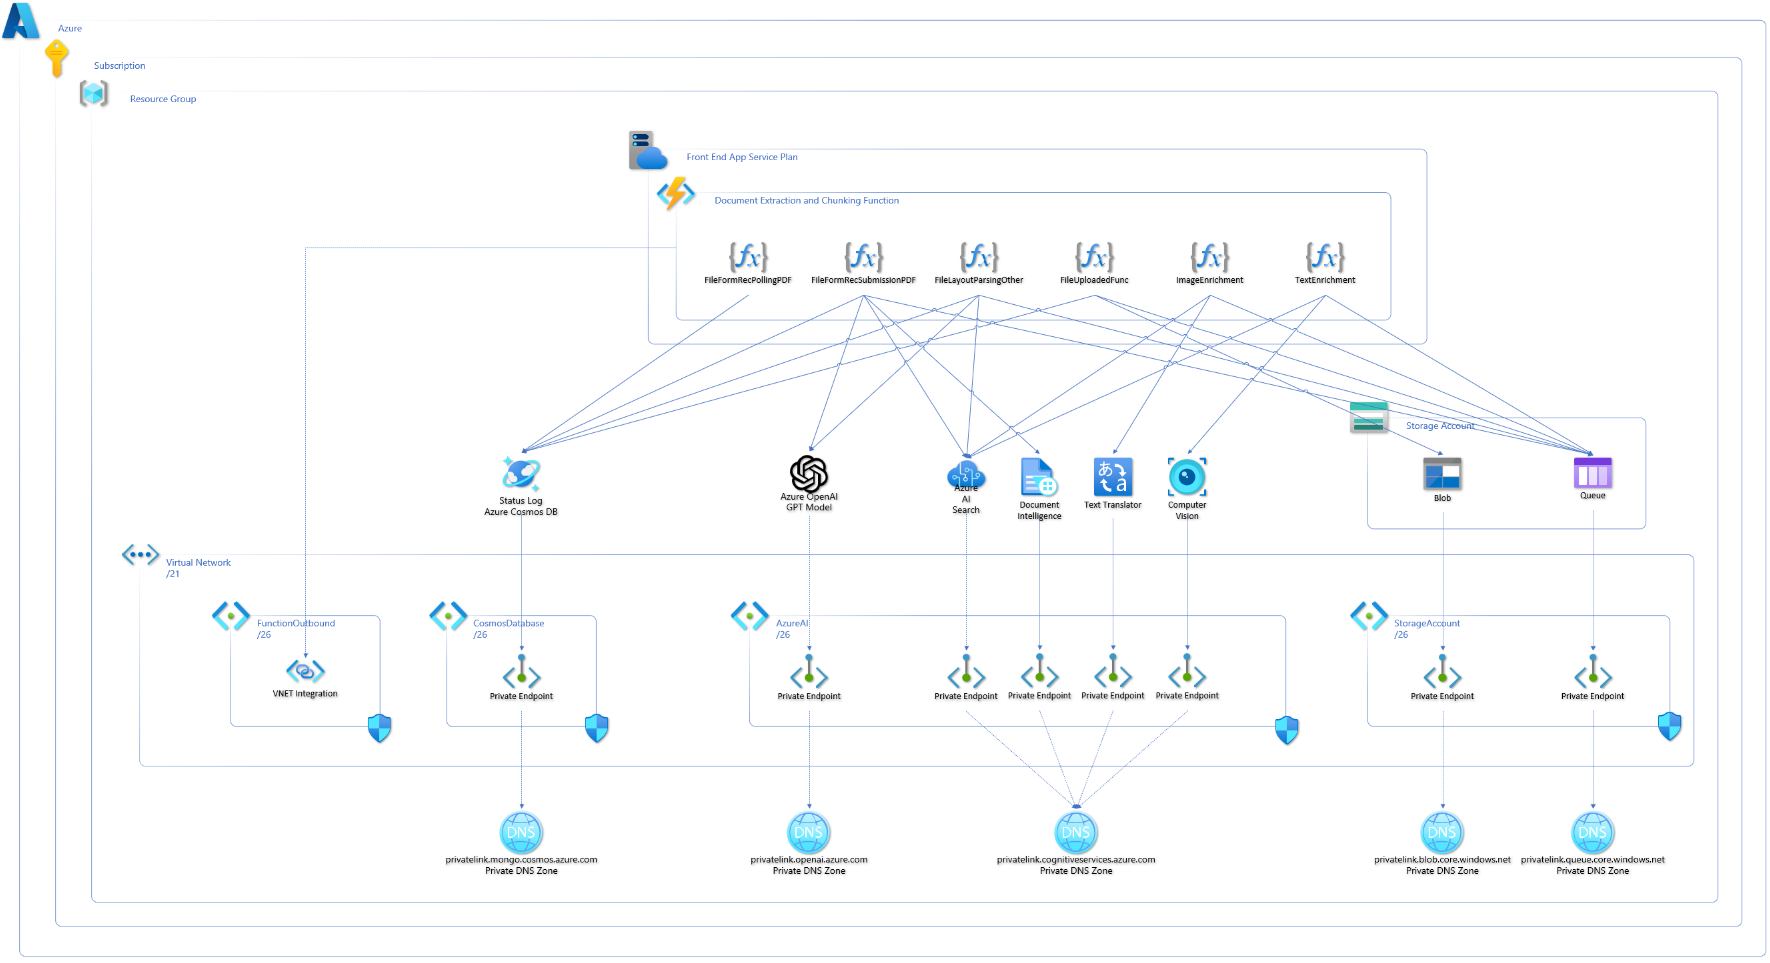 Azure
Subscription
Resource Group
Front End App Service Plan
Document Extraction and Chunking Function
FileFormRecPollingPDF
FileFormRecSubmissionPDF
FileLayoutParsingOther
FileUploadedFunc
ImageEnrichment
TextEnrichment
Storage Account
Status Log
Azure Cosmos DB
Azure OpenAI
GPT Model
Azure
AI
Search
Document
Intelligence
Text Translator
Computer
Vision
Blob
Queue
Virtual Network
/21
FunctionOutbound
/26
VNET Integration
CosmosDatabase
/26
Private Endpoint
AzureAI
/26
Private Endpoint
Private Endpoint
Private Endpoint
Private Endpoint
Private Endpoint
StorageAccount
/26
Private Endpoint
Private Endpoint
DNS
privatelink.mongo.cosmos.azure.com
Private DNS Zone
DNS
privatelink.openai.azure.com
Private DNS Zone
DNS
privatelink.cognitiveservices.azure.com
Private DNS Zone
DNS
privatelink.blob.core.windows.net
Private DNS Zone
DNS
privatelink.queue.core.windows.net
Private DNS Zone